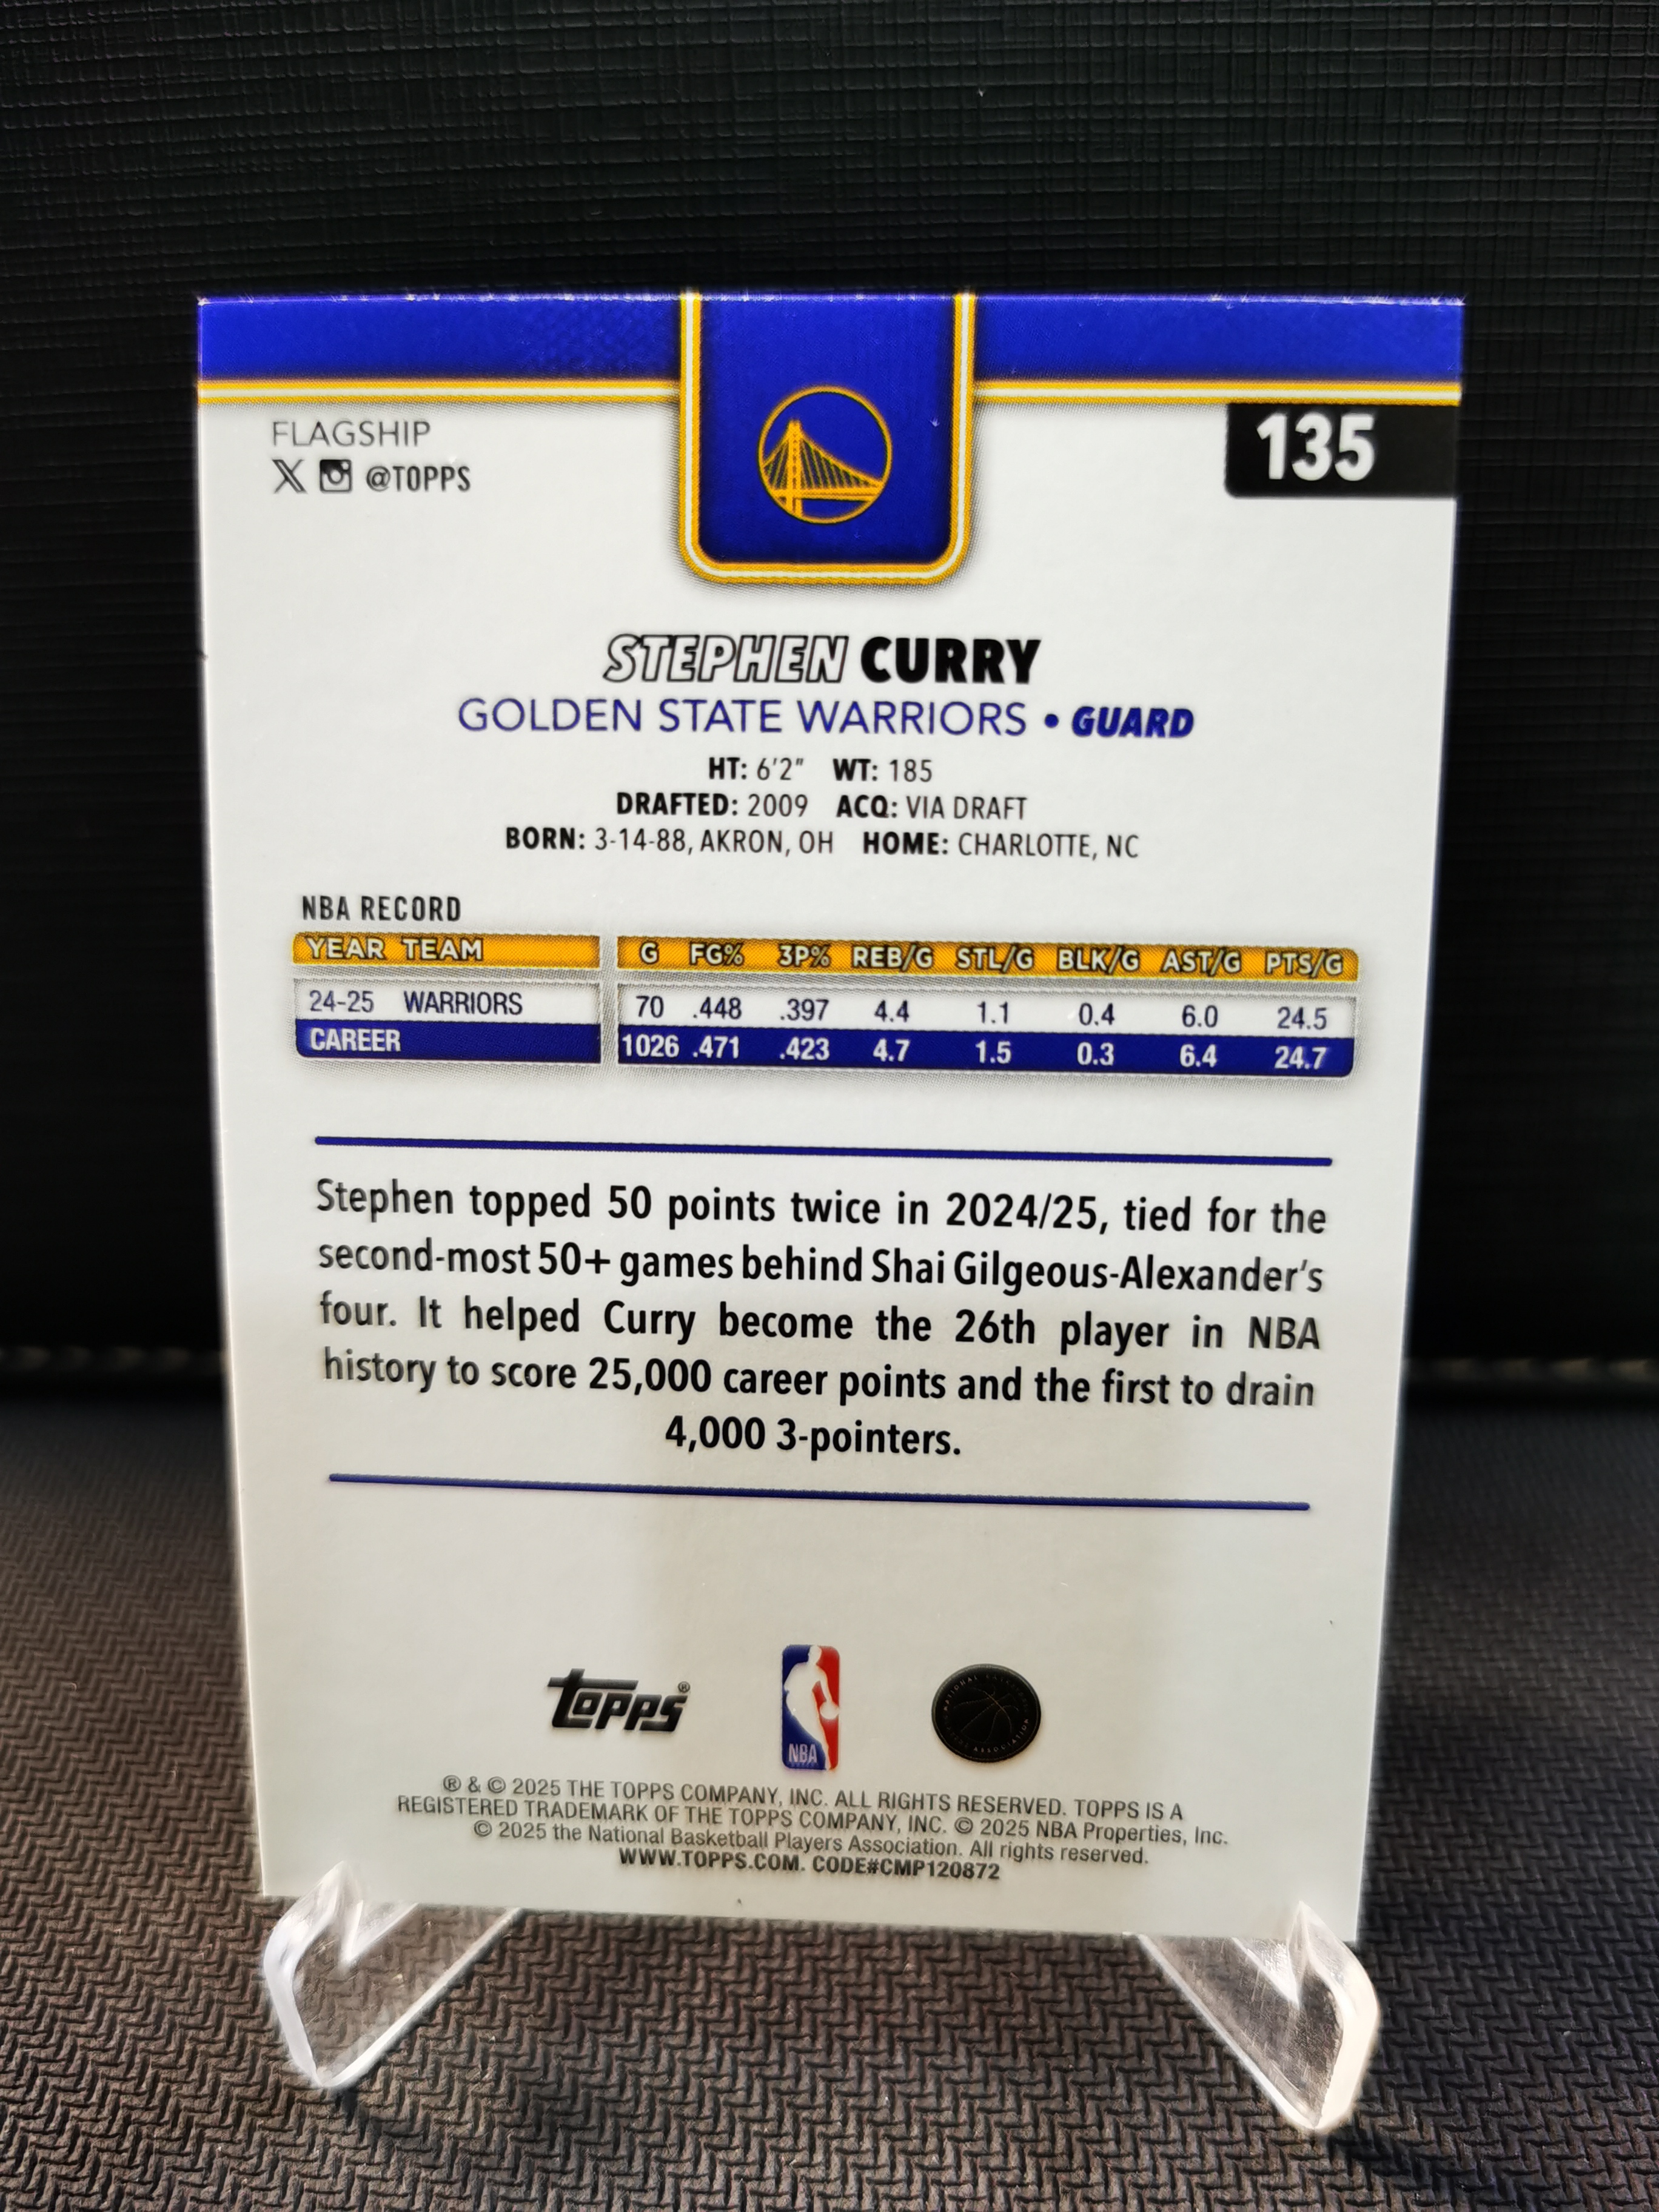 FLAGSHIP
X @TOPPS
135
STEPHEN CURRY
GOLDEN STATE WARRIORS • GUARD
HT: 6'2" WT: 185
DRAFTED: 2009 ACQ: VIA DRAFT
BORN: 3-14-88, AKRON, OH HOME: CHARLOTTE, NC
NBA RECORD
YEAR TEAM G FG% 3P% REB/G STL/G BLK/G AST/G PTS/G
24-25 WARRIORS 70 .448 .397 4.4 1.1 0.4 6.0 24.5
CAREER 1026 .471 .423 4.7 1.5 0.3 6.4 24.7
Stephen topped 50 points twice in 2024/25, tied for the
second-most 50+ games behind Shai Gilgeous-Alexander's
four. It helped Curry become the 26th player in NBA
history to score 25,000 career points and the first to drain
4,000 3-pointers.
topps®
NBA
NATIONAL ASSOCIATION
® & © 2025 THE TOPPS COMPANY, INC. ALL RIGHTS RESERVED. TOPPS IS A
REGISTERED TRADEMARK OF THE TOPPS COMPANY, INC. © 2025 NBA Properties, Inc.
© 2025 the National Basketball Players Association. All rights reserved.
WWW.TOPPS.COM. CODE#CMP120872